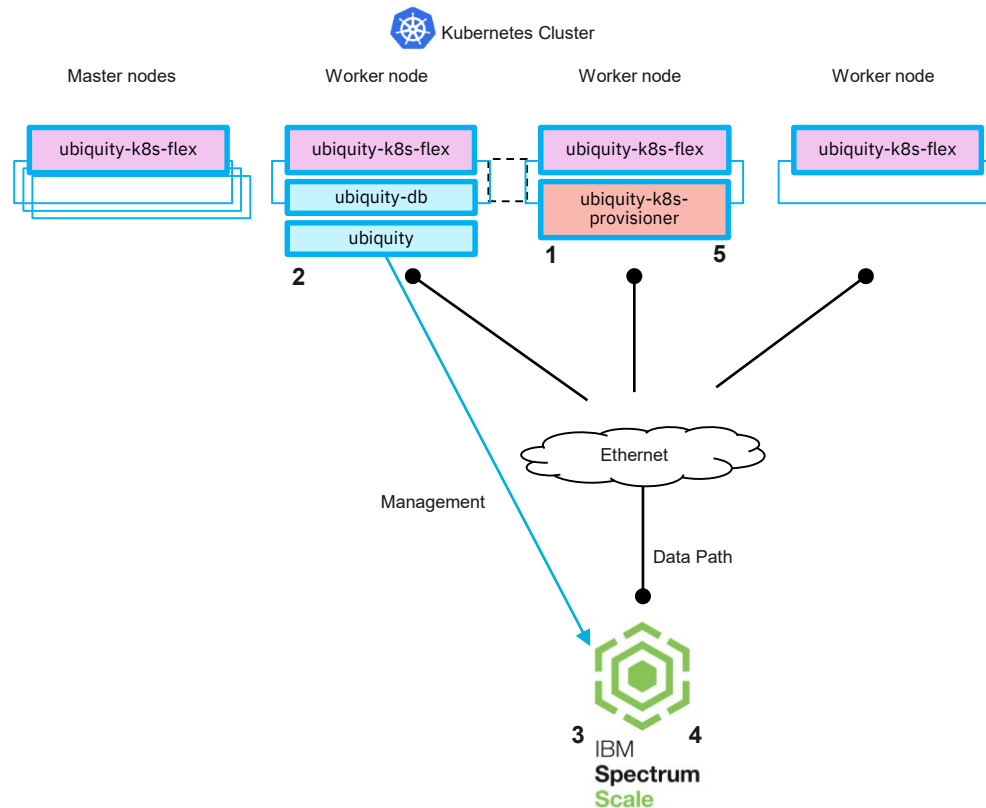 Kubernetes Cluster
Master nodes
Worker node
Worker node
Worker node
ubiquity-k8s-flex
ubiquity-k8s-flex
ubiquity-k8s-flex
ubiquity-k8s-flex
ubiquity-db
ubiquity-k8s-
provisioner
ubiquity
2
1
5
Ethernet
Management
Data Path
3
4
IBM
Spectrum
Scale